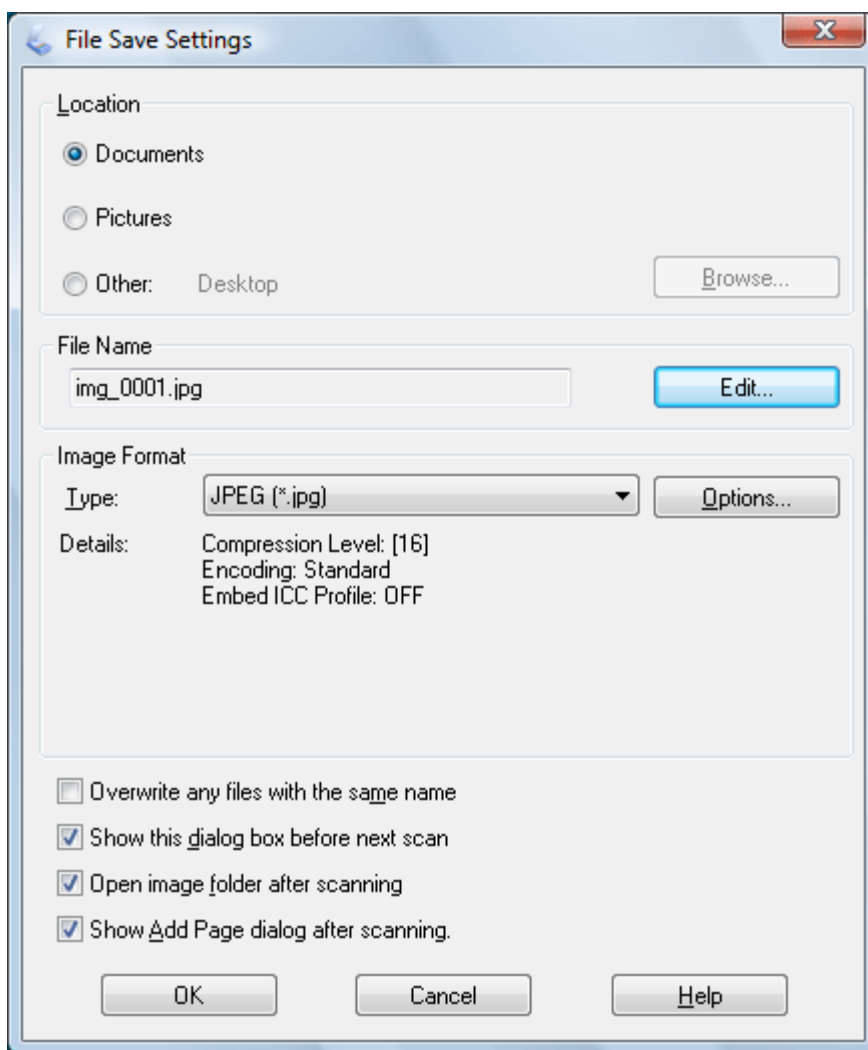 File Save Settings
Location
Documents
Pictures
Other: Desktop Browse...
File Name
img_0001.jpg Edit...
Image Format
Type: JPEG (*.jpg) Options...
Details: Compression Level: [16]
Encoding: Standard
Embed ICC Profile: OFF
Overwrite any files with the same name
Show this dialog box before next scan
Open image folder after scanning
Show Add Page dialog after scanning.
OK Cancel Help